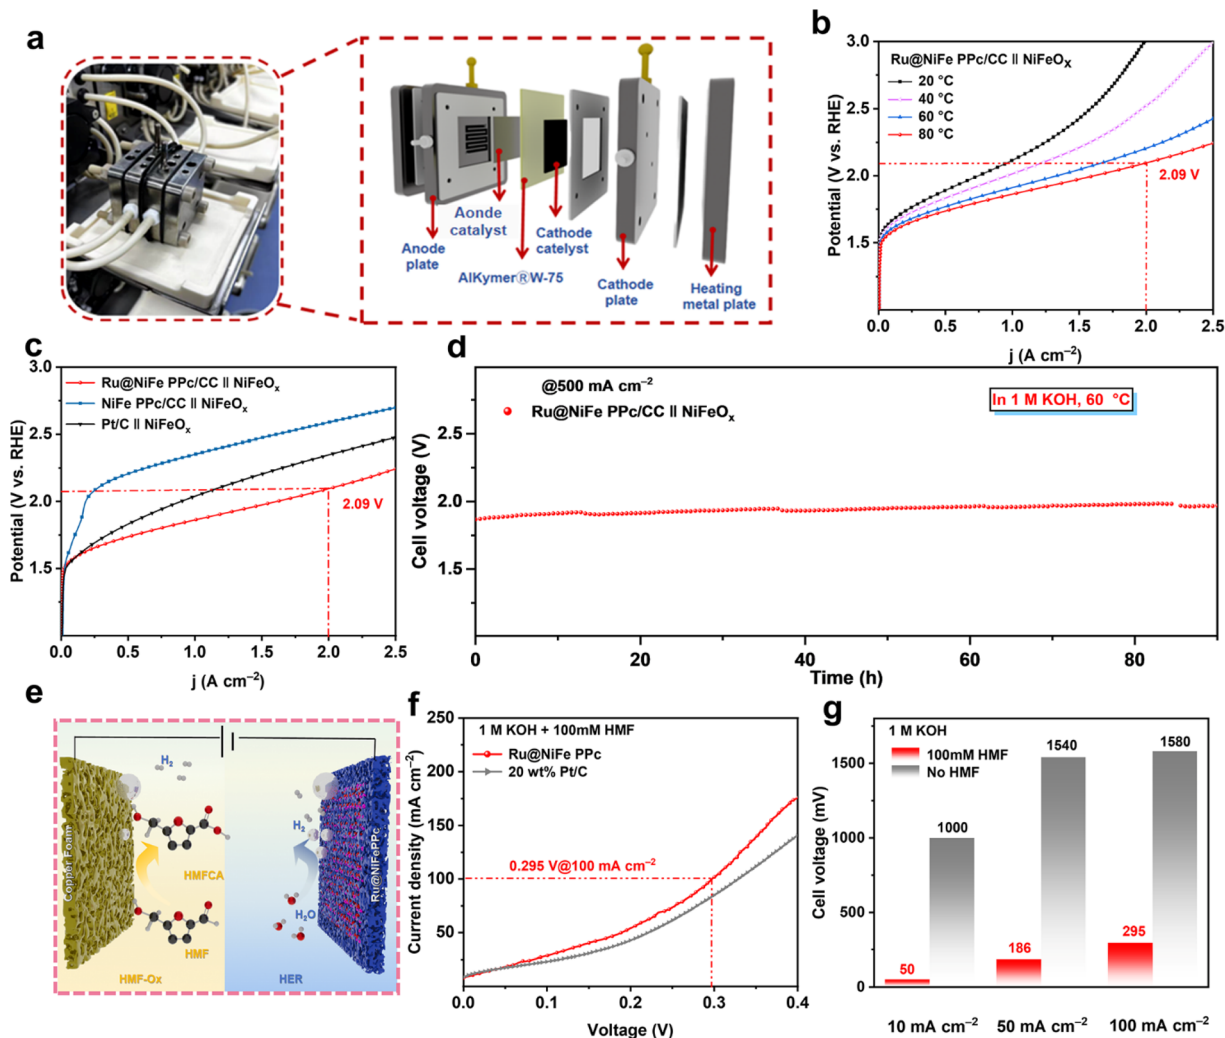 a
Anode
plate
Aonde
catalyst
AlKymer®W-75
Cathode
catalyst
Cathode
plate
Heating
metal plate
b
Ru@NiFe PPc/CC II NiFeOx
20 °C
40 °C
60 °C
80 °C
2.09 V
Potential (V vs. RHE)
3.0
2.5
2.0
1.5
0.0 0.5 1.0 1.5 2.0 2.5
j (A cm⁻²)
c
Ru@NiFe PPc/CC II NiFeOₓ
NiFe PPc/CC II NiFeOₓ
Pt/C II NiFeOₓ
2.09 V
Potential (V vs. RHE)
3.0
2.5
2.0
1.5
0.0 0.5 1.0 1.5 2.0 2.5
j (A cm⁻²)
d
@500 mA cm⁻²
Ru@NiFe PPc/CC II NiFeOₓ
In 1 M KOH, 60 °C
Cell voltage (V)
2.5
2.0
1.5
0 20 40 60 80
Time (h)
e
Copper Foam
H₂
HMFCA
HMF
HMF-Ox
H₂
H₂O
HER
Ru@NiFePPc
f
1 M KOH + 100mM HMF
Ru@NiFe PPc
20 wt% Pt/C
0.295 V@100 mA cm⁻²
Current density (mA cm⁻²)
250
200
150
100
50
0.0 0.1 0.2 0.3 0.4
Voltage (V)
g
1 M KOH
100mM HMF
No HMF
50
1000
186
1540
295
1580
Cell voltage (mV)
1500
1000
500
0
10 mA cm⁻² 50 mA cm⁻² 100 mA cm⁻²